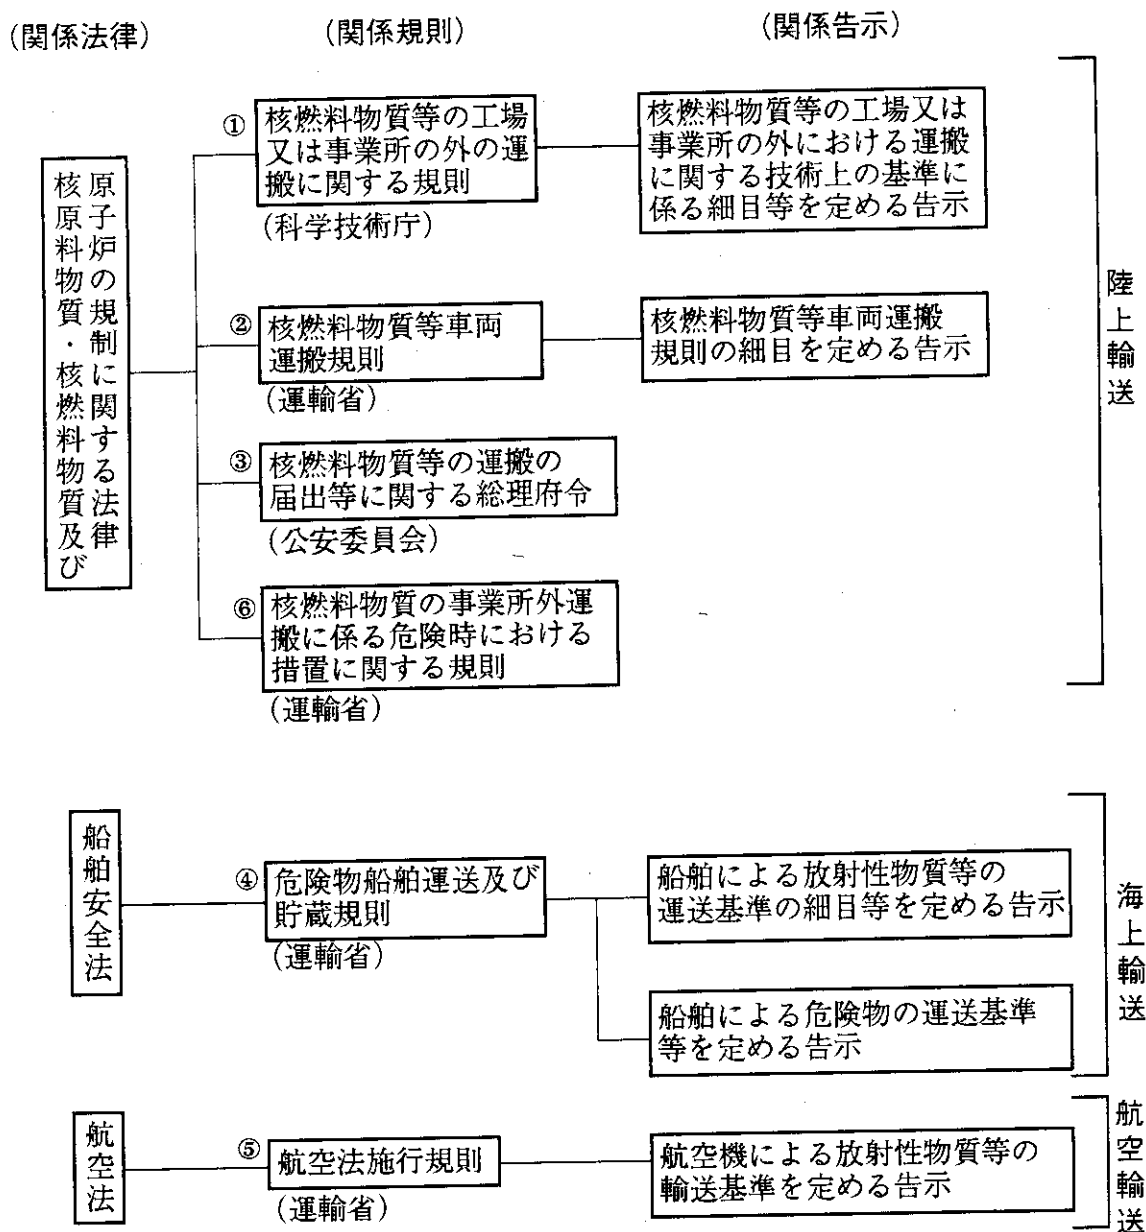 (関係法律)
(関係規則)
(関係告示)
核原料物質・核燃料物質及び
原子炉の規制に関する法律
①
核燃料物質等の工場
又は事業所の外の運
搬に関する規則
(科学技術庁)
核燃料物質等の工場又は
事業所の外における運搬
に関する技術上の基準に
係る細目等を定める告示
②
核燃料物質等車両
運搬規則
(運輸省)
核燃料物質等車両運搬
規則の細目を定める告示
③
核燃料物質等の運搬の
届出等に関する総理府令
(公安委員会)
⑥
核燃料物質の事業所外運
搬に係る危険時における
措置に関する規則
(運輸省)
陸上輸送
船舶安全法
④
危険物船舶運送及び
貯蔵規則
(運輸省)
船舶による放射性物質等の
運送基準の細目等を定める告示
船舶による危険物の運送基準
等を定める告示
海上輸送
航空法
⑤
航空法施行規則
(運輸省)
航空機による放射性物質等の
輸送基準を定める告示
航空輸送